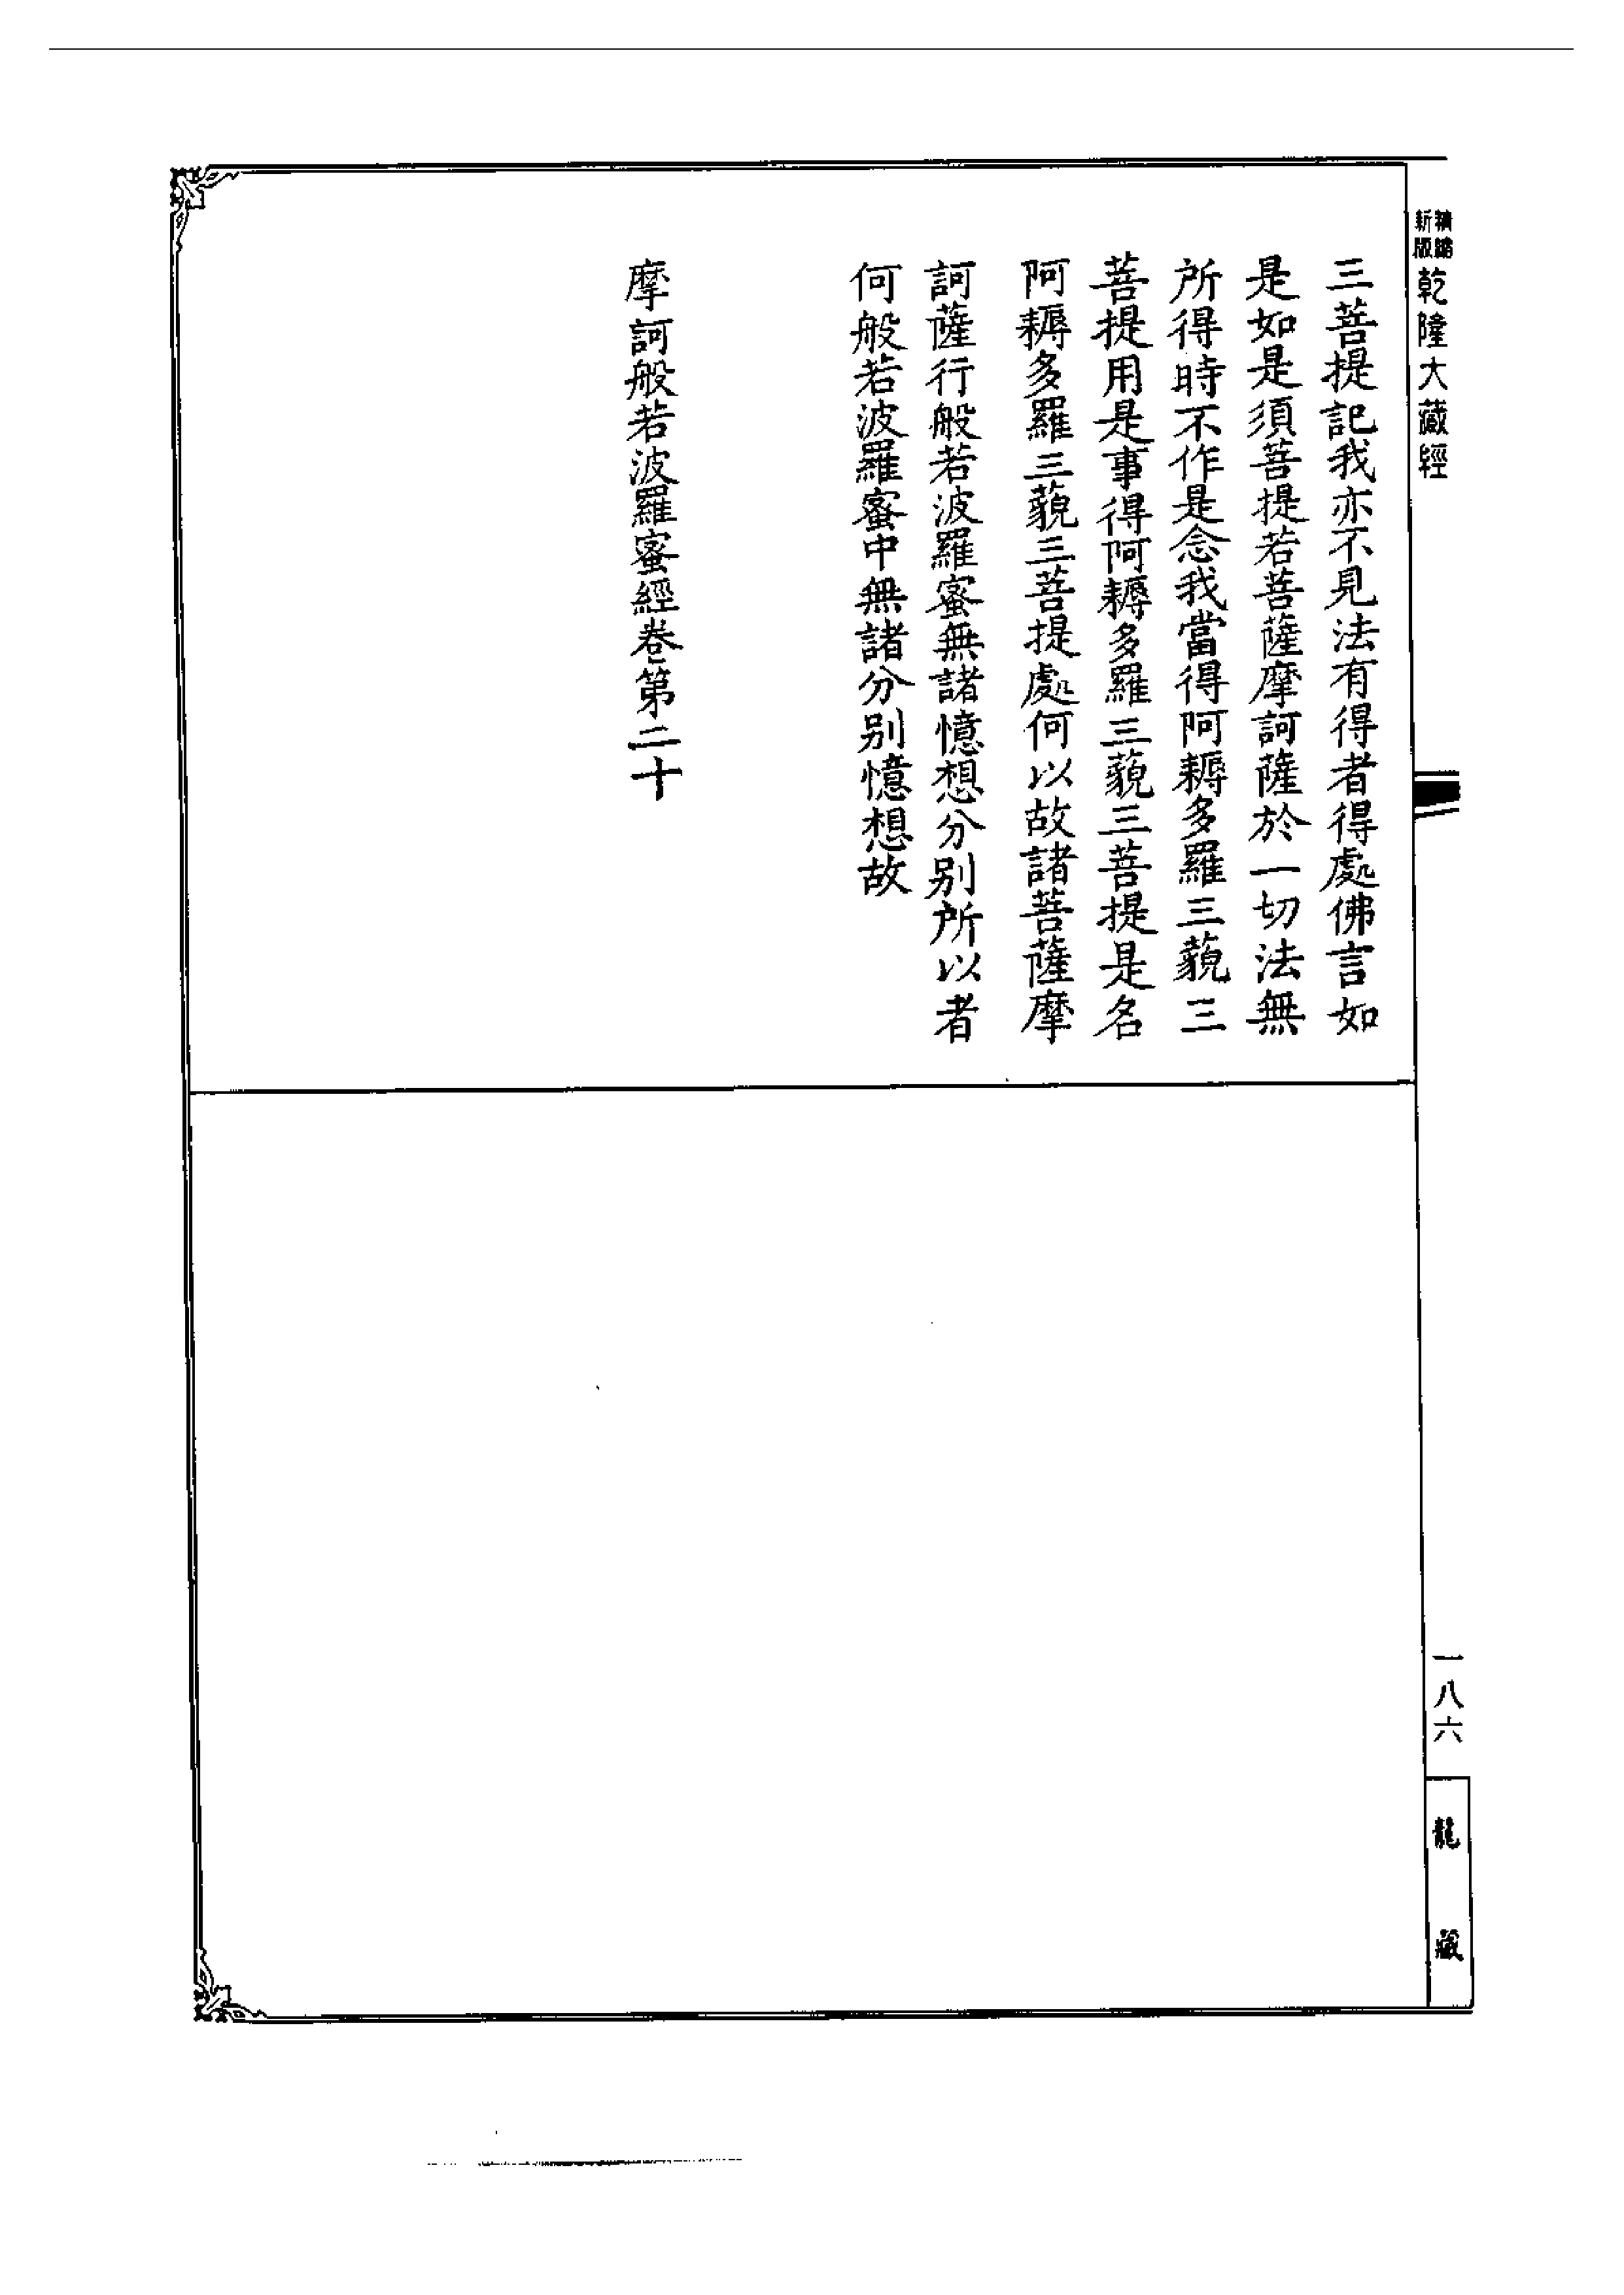 新版精縮乾隆大藏經
三菩提記我亦不見法有得者得處佛言如
是如是須菩提若菩薩摩訶薩於一切法無
所得時不作是念我當得阿耨多羅三藐三
菩提用是事得阿耨多羅三藐三菩提是名
阿耨多羅三藐三菩提處何以故諸菩薩摩
訶薩行般若波羅蜜無諸憶想分別所以者
何般若波羅蜜中無諸分別憶想故
摩訶般若波羅蜜經卷第二十
一八六
龍藏